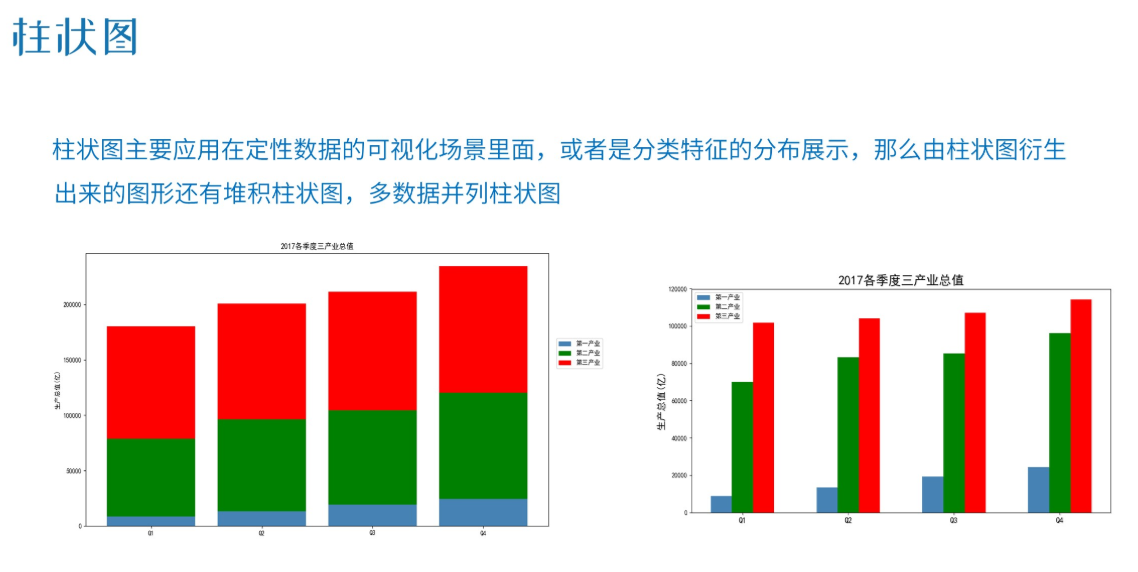 柱状图
柱状图主要应用在定性数据的可视化场景里面，或者是分类特征的分布展示，那么由柱状图衍生
出来的图形还有堆积柱状图，多数据并列柱状图
2017各季度三产业总值
200000
150000
100000
50000
0
生产总值(亿)
Q1 Q2 Q3 Q4
第一产业
第二产业
第三产业
2017各季度三产业总值
120000
100000
80000
60000
40000
20000
0
生产总值(亿)
第一产业
第二产业
第三产业
Q1 Q2 Q3 Q4